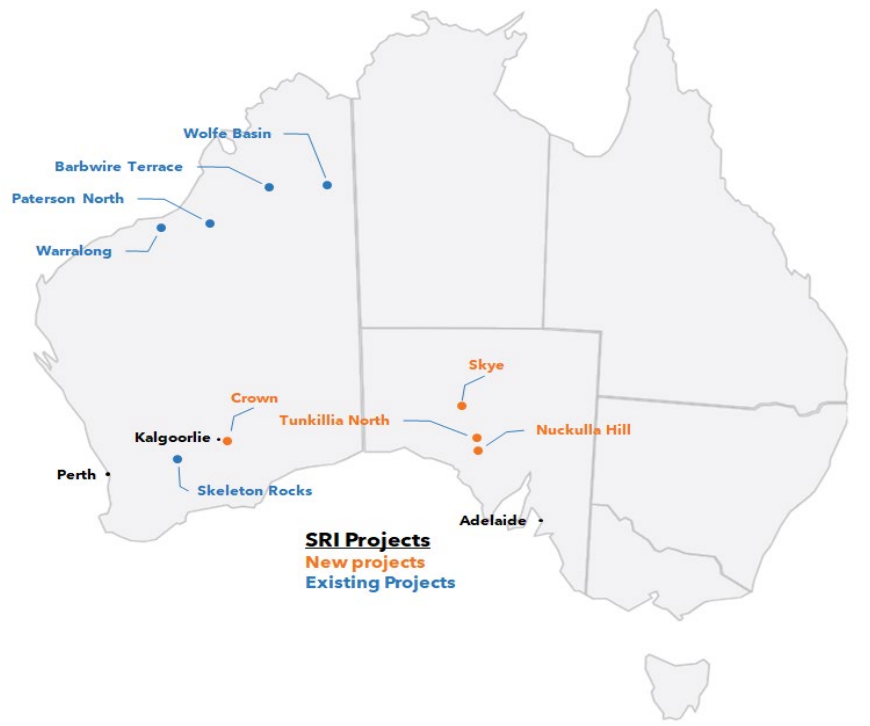 Wolfe Basin
Barbwire Terrace
Paterson North
Warralong
Skye
Crown
Tunkillia North
Nuckulla Hill
Kalgoorlie
Perth
Skeleton Rocks
Adelaide
SRI Projects
New projects
Existing Projects